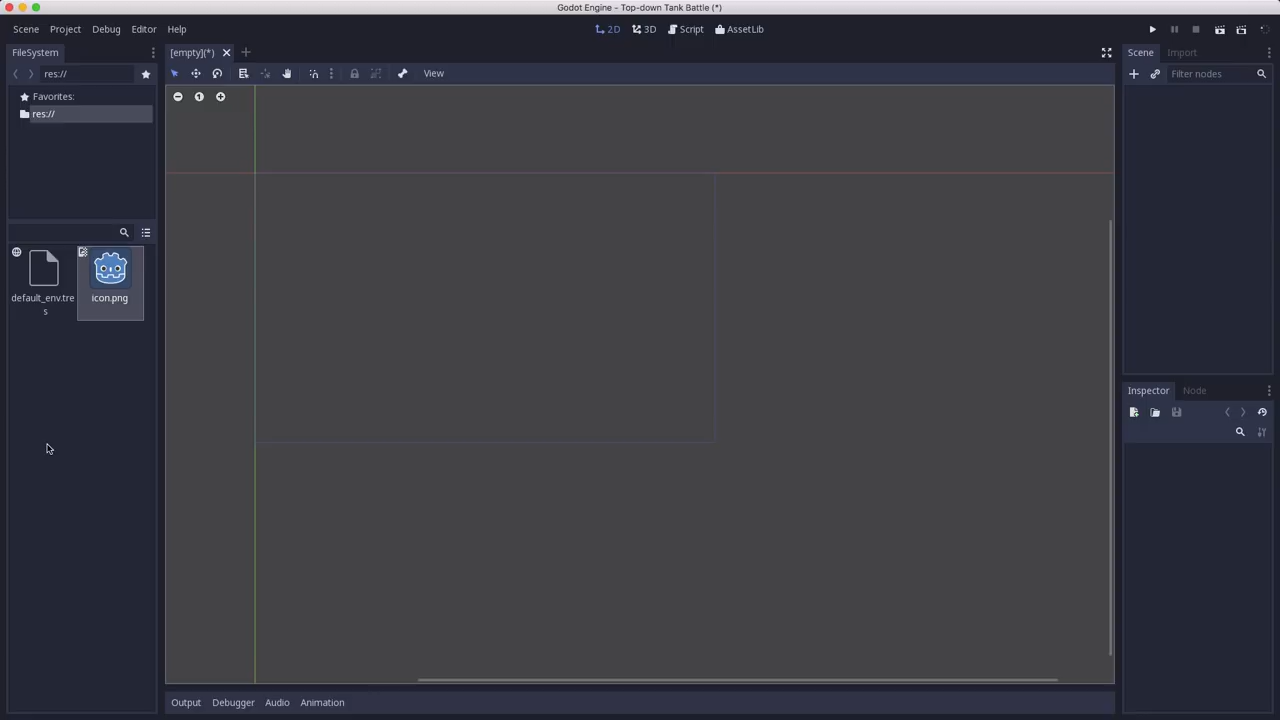 Godot Engine - Top-down Tank Battle (*)
Scene Project Debug Editor Help
2D 3D Script AssetLib
FileSystem
[empty](*)
Scene Import
res://
View
Filter nodes
Favorites:
res://
1
default_env.tre
s
icon.png
Inspector Node
Output Debugger Audio Animation